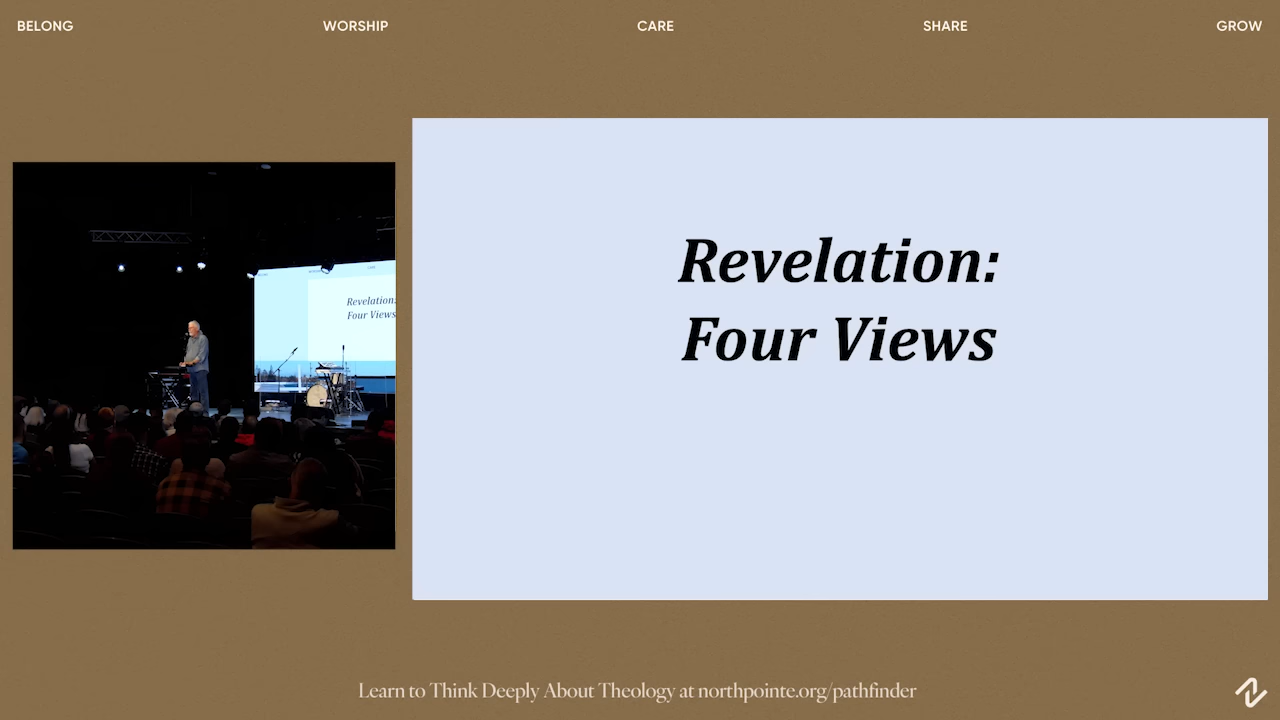 BELONG WORSHIP CARE SHARE GROW
Revelation:
Four Views
Revelation:
Four Views
Learn to Think Deeply About Theology at northpointe.org/pathfinder